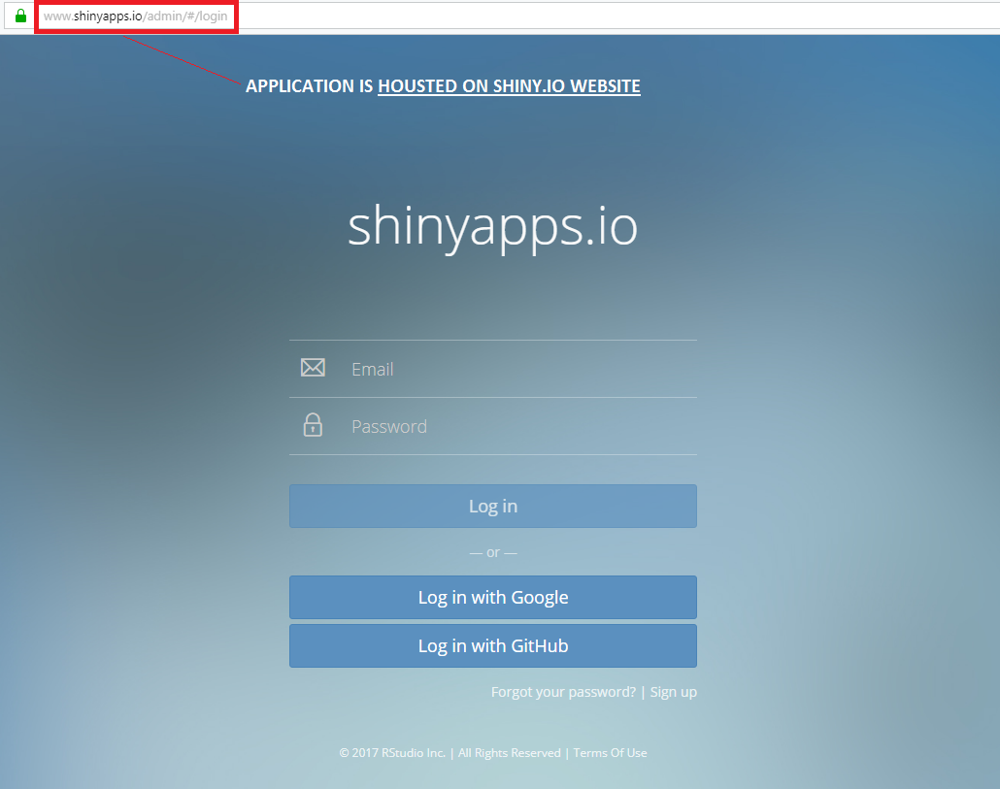 www.shinyapps.io/admin/#/login
APPLICATION IS HOUSTED ON SHINY.IO WEBSITE
shinyapps.io
Email
Password
Log in
— or —
Log in with Google
Log in with GitHub
Forgot your password? | Sign up
© 2017 RStudio Inc. | All Rights Reserved | Terms Of Use